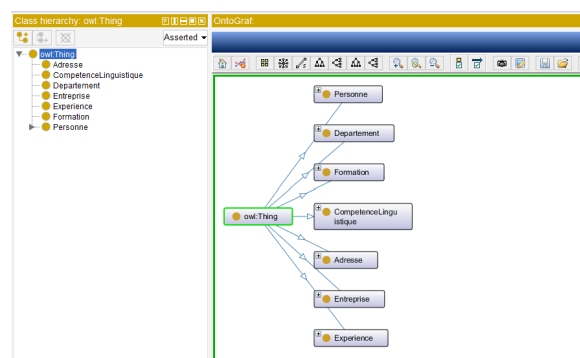 Class hierarchy: owl:Thing
Asserted
owl:Thing
Adresse
CompetenceLinguistique
Departement
Entreprise
Experience
Formation
Personne
OntoGraf:
Personne
Departement
Formation
owl:Thing
CompetenceLingu
istique
Adresse
Entreprise
Experience